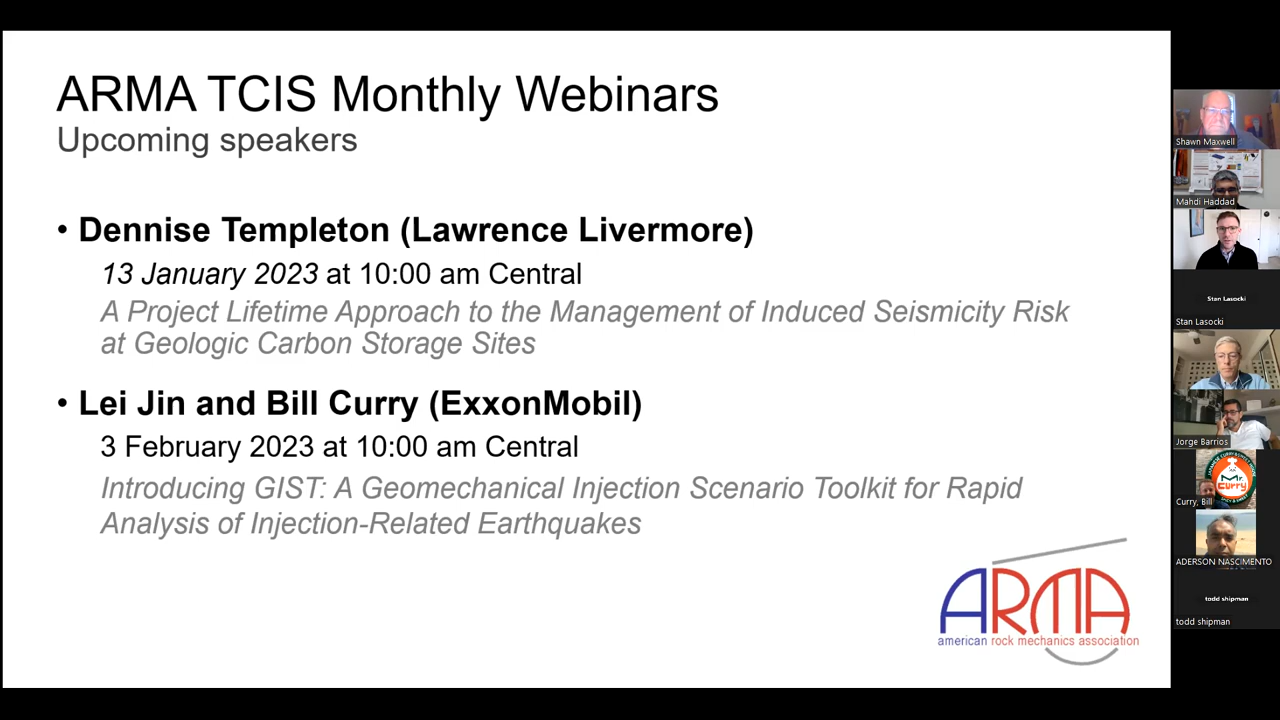 ARMA TCIS Monthly Webinars
Upcoming speakers
• Dennise Templeton (Lawrence Livermore)
13 January 2023 at 10:00 am Central
A Project Lifetime Approach to the Management of Induced Seismicity Risk
at Geologic Carbon Storage Sites
• Lei Jin and Bill Curry (ExxonMobil)
3 February 2023 at 10:00 am Central
Introducing GIST: A Geomechanical Injection Scenario Toolkit for Rapid
Analysis of Injection-Related Earthquakes
ARMA
american rock mechanics association
Shawn Maxwell
Mahdi Haddad
Stan Lasocki
Stan Lasocki
Jorge Barrios
Mr.
Curry
Curry, Bill
ADERSON NASCIMENTO
todd shipman
todd shipman